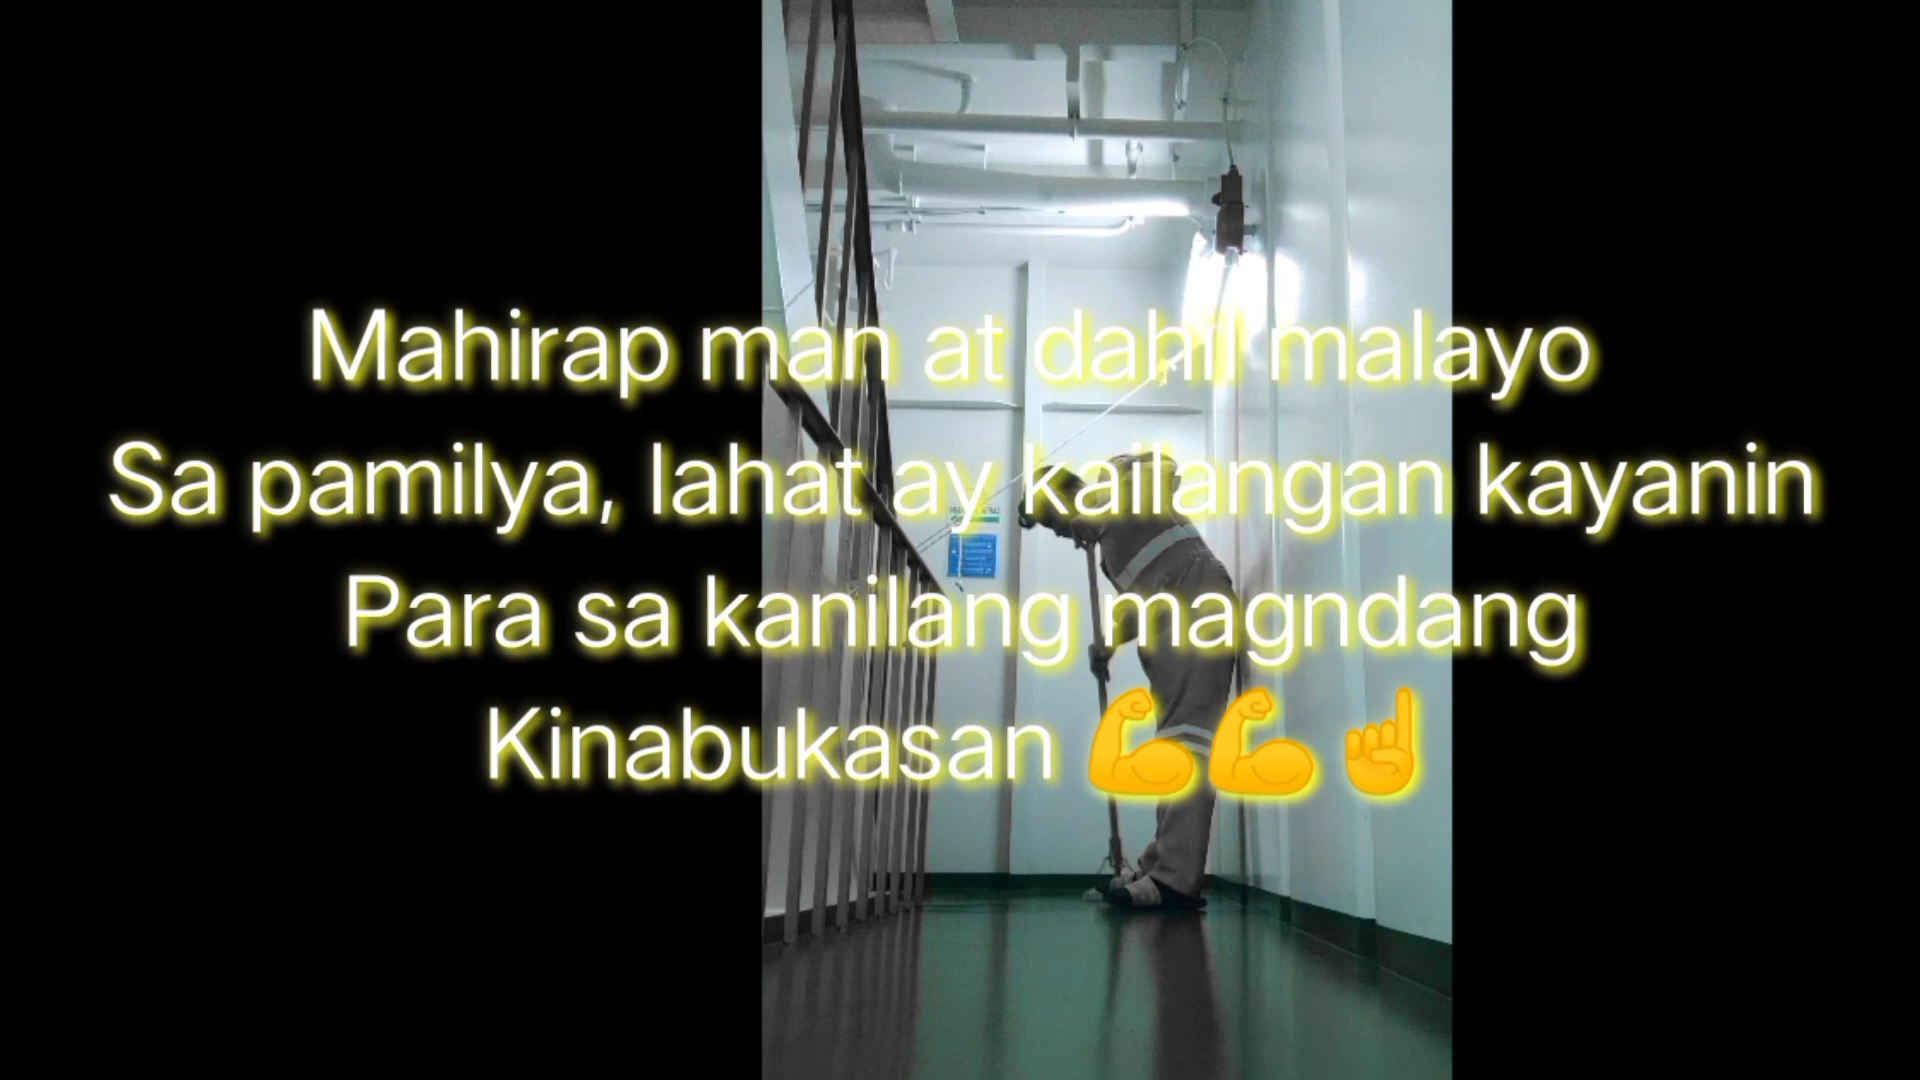 Mahirap man at dahil malayo
Sa pamilya, lahat ay kailangan kayanin
Para sa kanilang magndang
Kinabukasan 💪💪☝